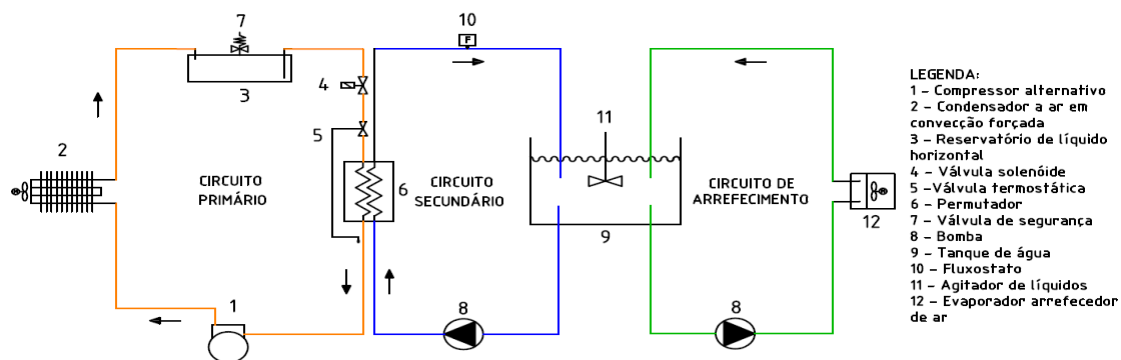 7
10
LEGENDA:
1 - Compressor alternativo
2 - Condensador a ar em
convecção forçada
3 - Reservatório de líquido
horizontal
4 - Válvula solenóide
5 -Válvula termostática
6 - Permutador
7 - Válvula de segurança
8 - Bomba
9 - Tanque de água
10 - Fluxostato
11 - Agitador de líquidos
12 - Evaporador arrefecedor
de ar
F
3
4
11
5
2
CIRCUITO
PRIMÁRIO
6
CIRCUITO
SECUNDÁRIO
CIRCUITO DE
ARREFECIMENTO
12
9
1
8
8